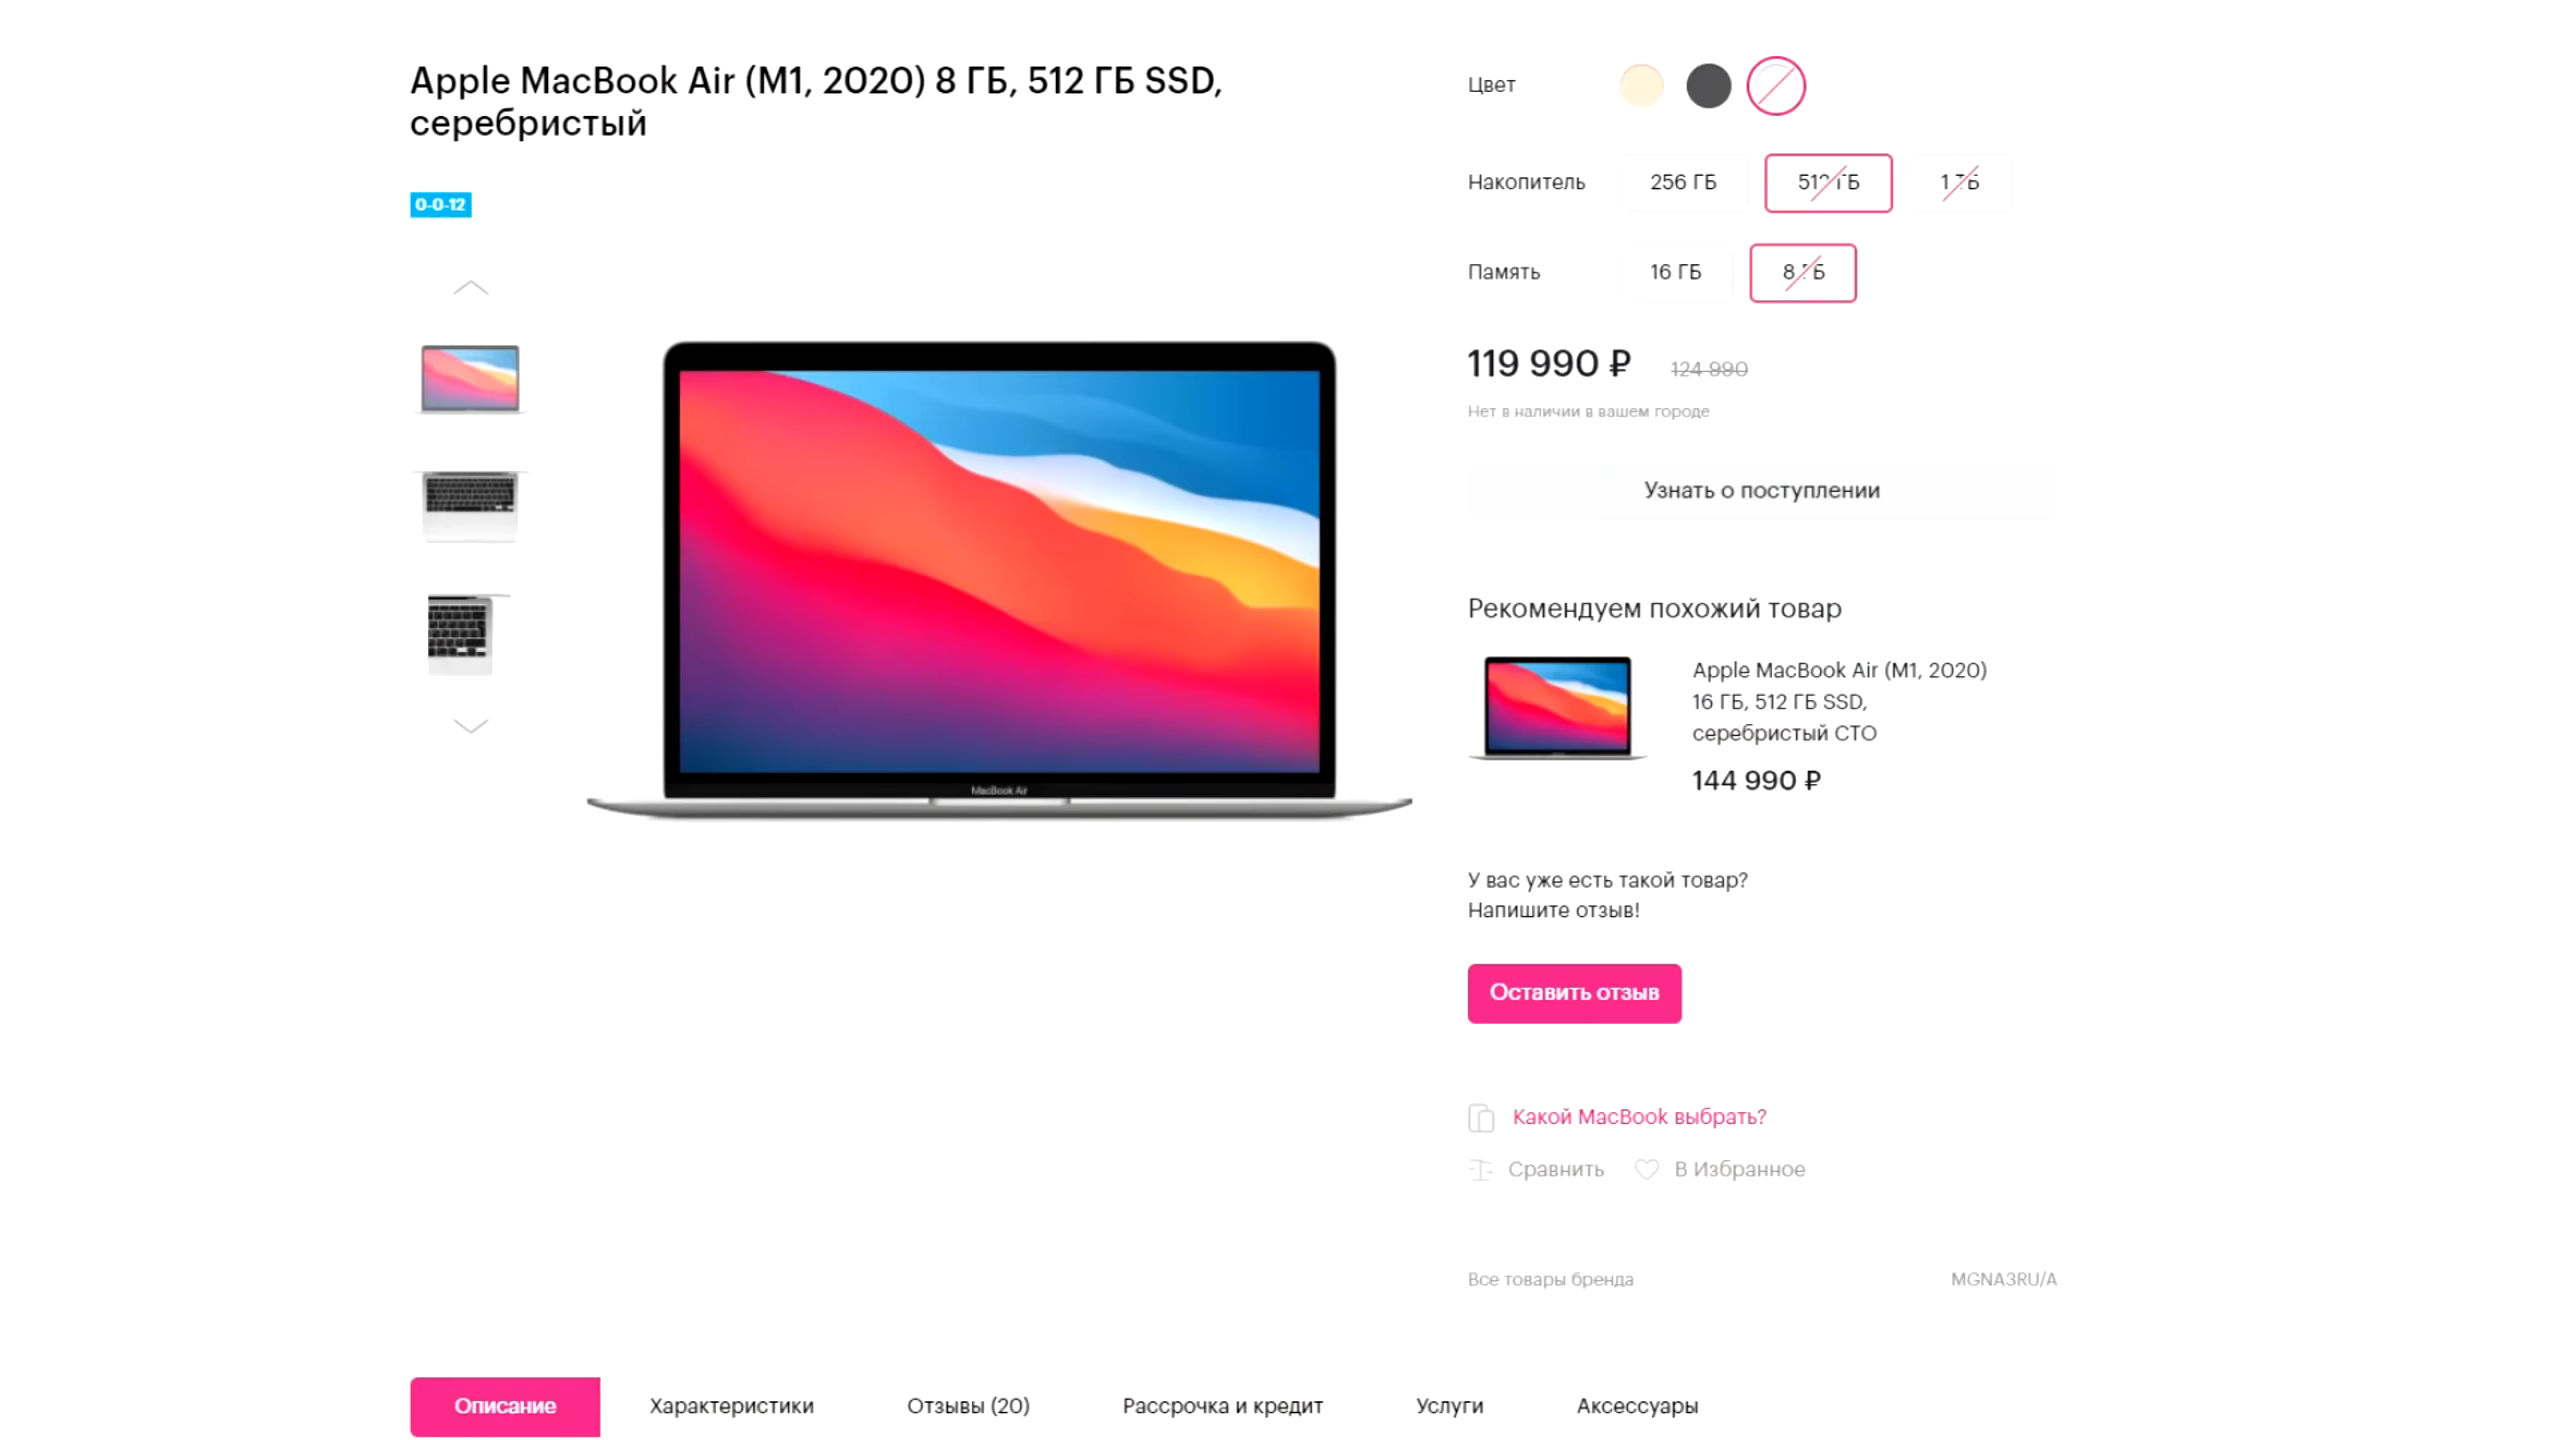 Apple MacBook Air (M1, 2020) 8 ГБ, 512 ГБ SSD,
серебристый
0-0-12
MacBook Air
Цвет
Накопитель
256 ГБ
512 ГБ
1 ТБ
Память
16 ГБ
8 ГБ
119 990 ₽
124 990
Нет в наличии в вашем городе
Узнать о поступлении
Рекомендуем похожий товар
Apple MacBook Air (M1, 2020)
16 ГБ, 512 ГБ SSD,
серебристый СТО
144 990 ₽
У вас уже есть такой товар?
Напишите отзыв!
Оставить отзыв
Какой MacBook выбрать?
Сравнить
В Избранное
Все товары бренда
MGNA3RU/A
Описание
Характеристики
Отзывы (20)
Рассрочка и кредит
Услуги
Аксессуары